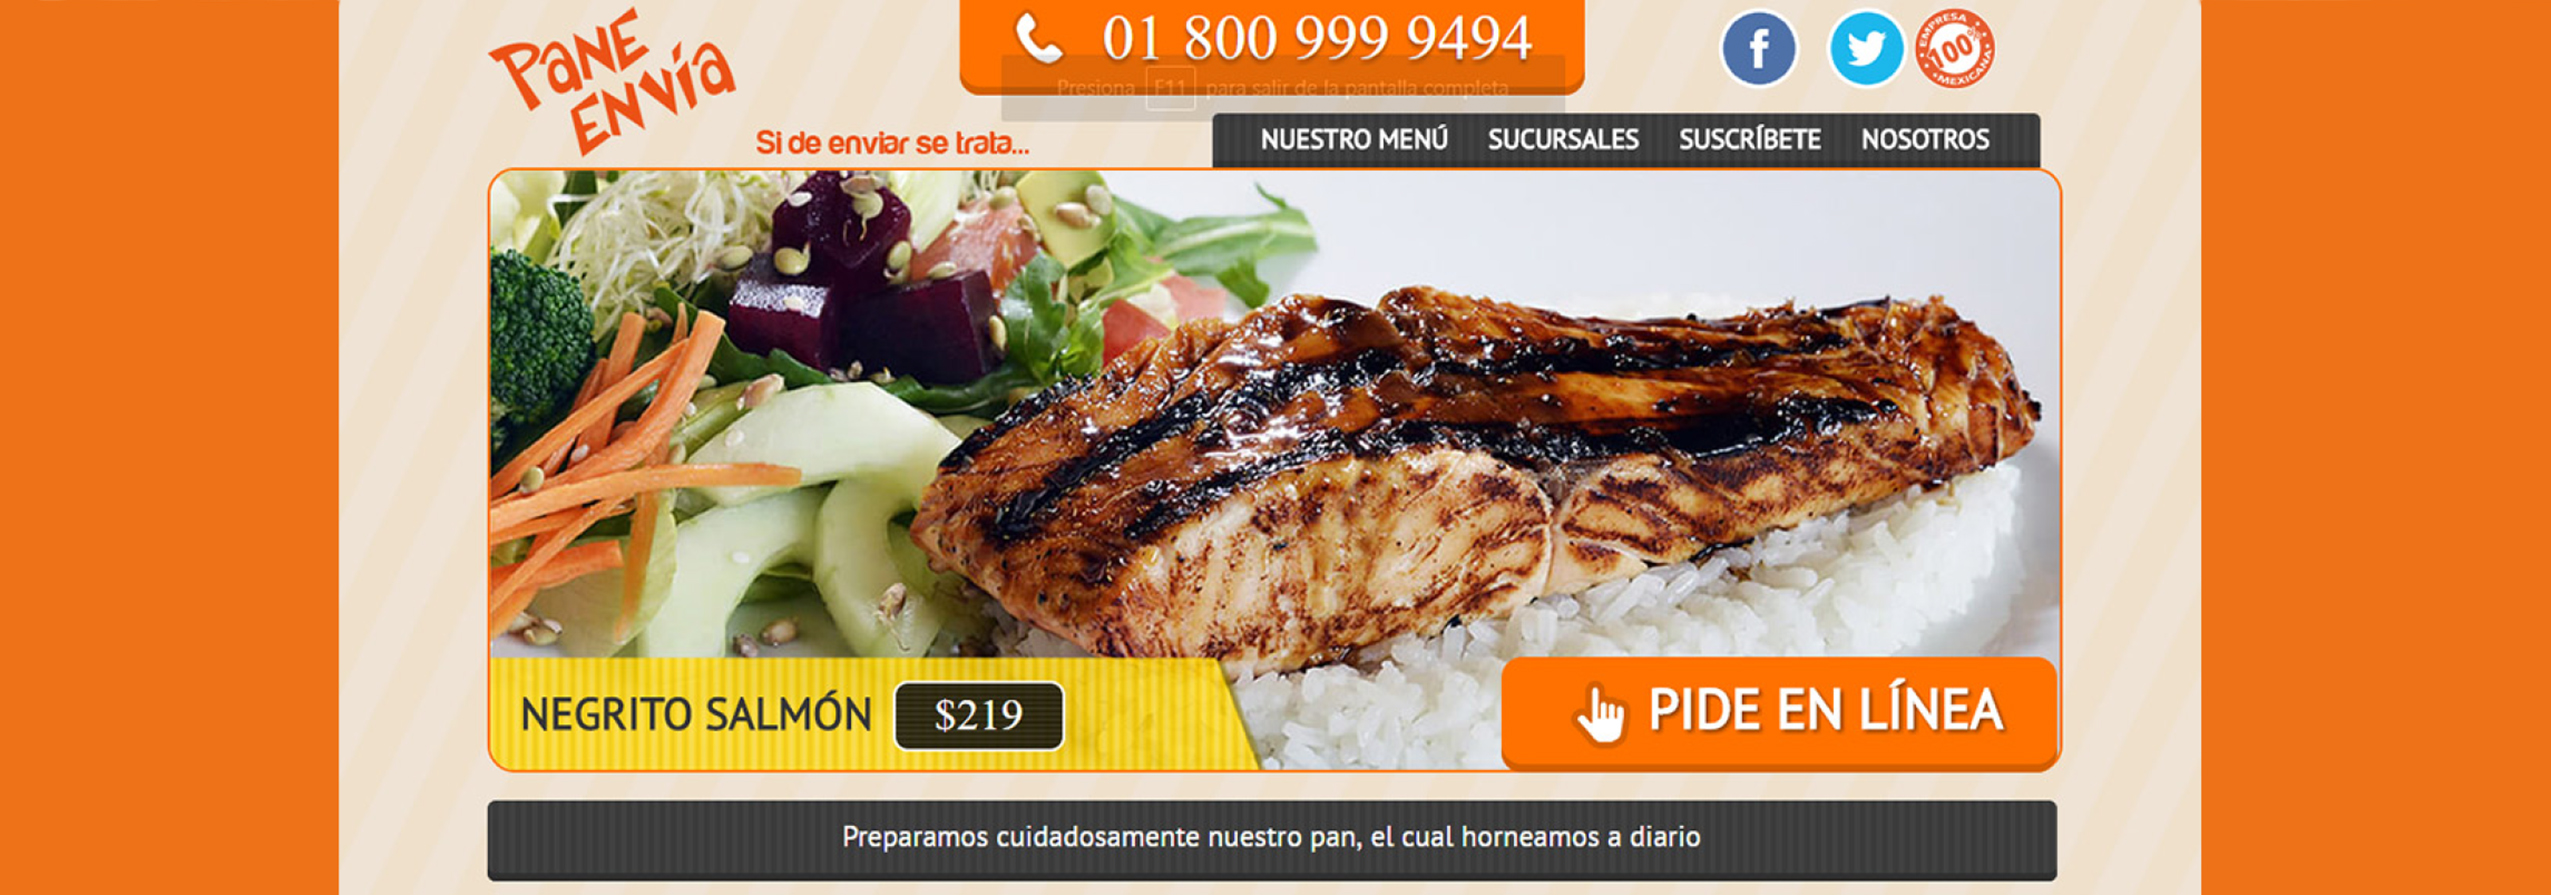 PANE
ENVÍA
Si de enviar se trata...
01 800 999 9494
Presiona F11 para salir de la pantalla completa
EMPRESA
100%
MEXICANA
NUESTRO MENÚ SUCURSALES SUSCRÍBETE NOSOTROS
NEGRITO SALMÓN $219
PIDE EN LÍNEA
Preparamos cuidadosamente nuestro pan, el cual horneamos a diario